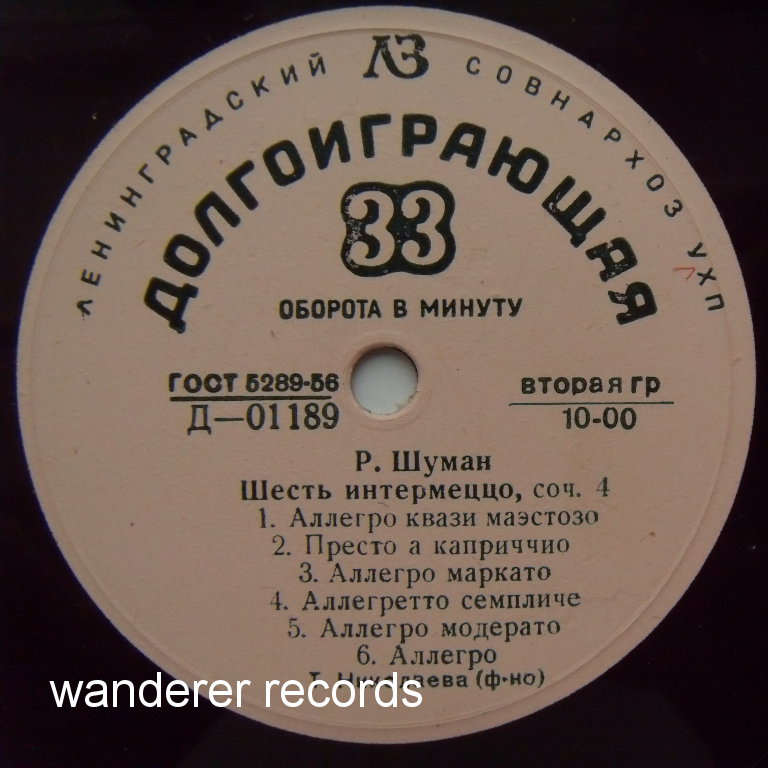 ЛЕНИНГРАДСКИЙ ЛЗ СОВНАРХОЗ УХП
ДОЛГОИГРАЮЩАЯ
33
ОБОРОТА В МИНУТУ
ГОСТ 5289-56
Д—01189
ВТОРАЯ ГР
10-00
Р. Шуман
Шесть интермеццо, соч. 4
1. Аллегро квази маэстозо
2. Престо а каприччио
3. Аллегро маркато
4. Аллегретто семпличе
5. Аллегро модерато
6. Аллегро
Т. Николаева (ф-но)
wanderer records